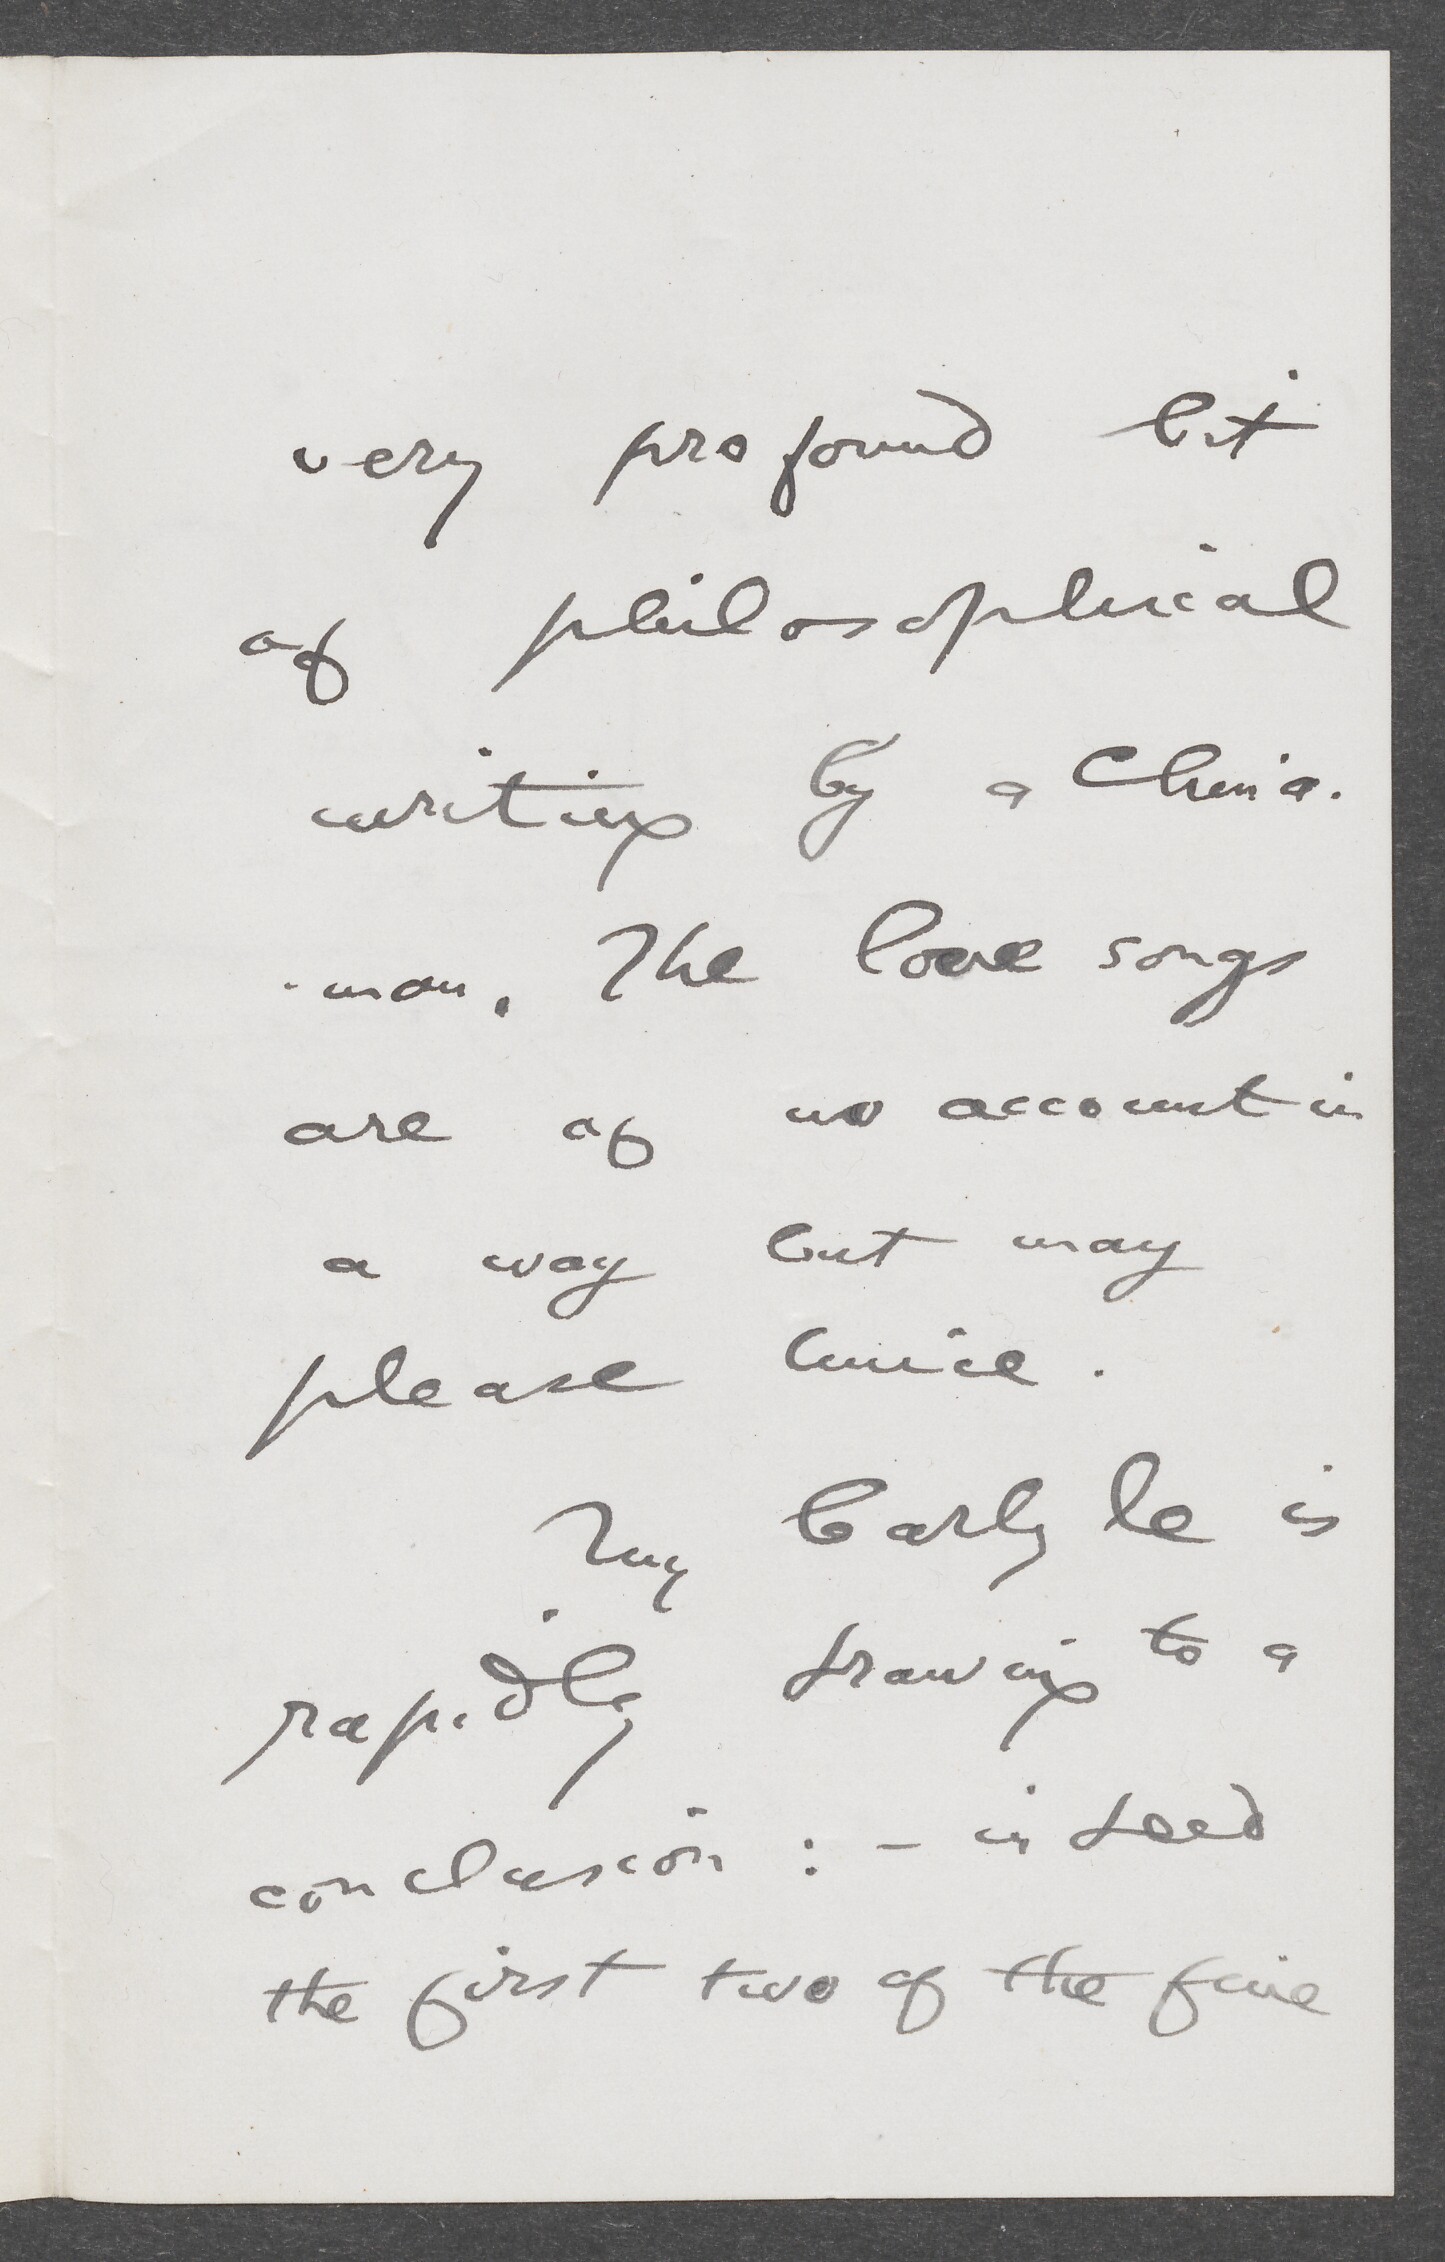 very profound bit
of philosophical
writing by a China-
-man. The love songs
are of no account in
a way but may
please
My Carlyle is
rapidly drawing to a
conclusion : - indeed
the first two of the five